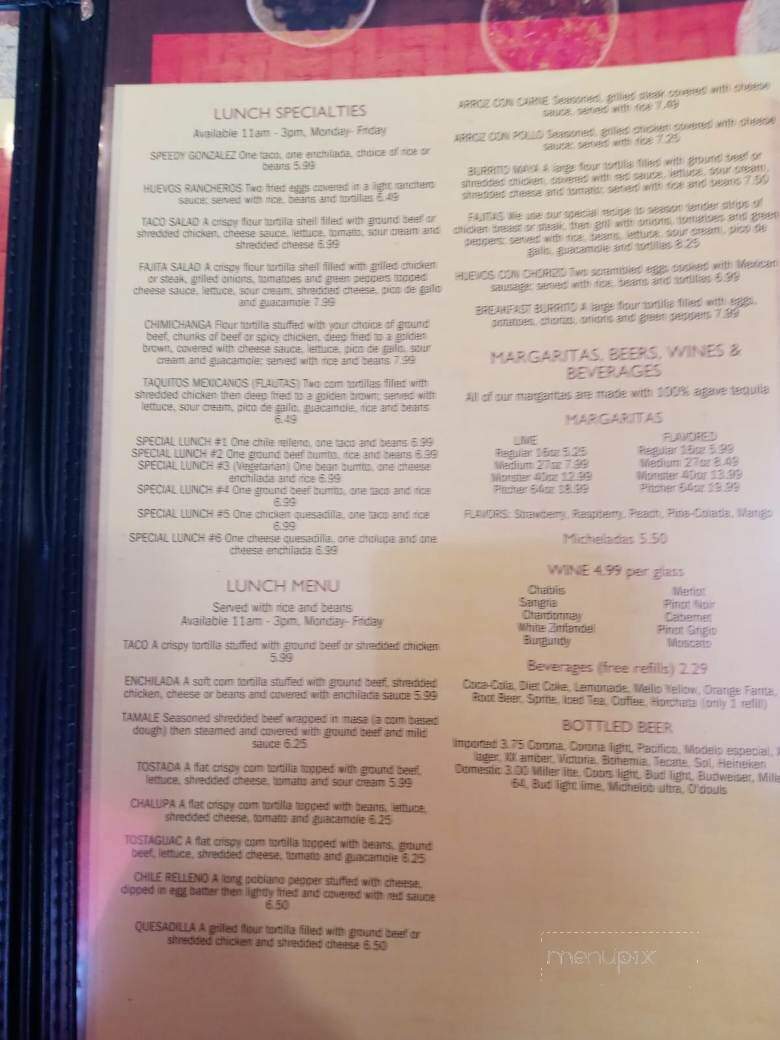 LUNCH SPECIALTIES
Available 11am - 3pm, Monday- Friday
SPEEDY GONZALEZ One taco, one enchilada, choice of rice or
beans 5.99
HUEVOS RANCHEROS Two fried eggs covered in a light ranchero
sauce; served with rice, beans and tortillas 6.49
TACO SALAD A crispy flour tortilla shell filled with ground beef or
shredded chicken, cheese sauce, lettuce, tomato, sour cream and
shredded cheese 6.99
FAJITA SALAD A crispy flour tortilla shell filled with grilled chicken
or steak, grilled onions, tomatoes and green peppers topped
cheese sauce, lettuce, sour cream, shredded cheese, pico de gallo
and guacamole 7.99
CHIMICHANGA Flour tortilla stuffed with your choice of ground
beef, chunks of beef or spicy chicken, deep fried to a golden
brown, covered with cheese sauce, lettuce, pico de gallo, sour
cream and guacamole; served with rice and beans 7.99
TAQUITOS MEXICANOS (FLAUTAS) Two corn tortillas filled with
shredded chicken then deep fried to a golden brown; served with
lettuce, sour cream, pico de gallo, guacamole, rice and beans
6.49
SPECIAL LUNCH #1 One chile relleno, one taco and beans 6.99
SPECIAL LUNCH #2 One ground beef burrito, rice and beans 6.99
SPECIAL LUNCH #3 (Vegetarian) One bean burrito, one cheese
enchilada and rice 6.99
SPECIAL LUNCH #4 One ground beef burrito, one taco and rice
6.99
SPECIAL LUNCH #5 One chicken quesadilla, one taco and rice
6.99
SPECIAL LUNCH #6 One cheese quesadilla, one chalupa and one
cheese enchilada 6.99
LUNCH MENU
Served with rice and beans
Available 11am - 3pm, Monday- Friday
TACO A crispy tortilla stuffed with ground beef or shredded chicken
5.99
ENCHILADA A soft corn tortilla stuffed with ground beef, shredded
chicken, cheese or beans and covered with enchilada sauce 5.99
TAMALE Seasoned shredded beef wrapped in masa (a corn based
dough) then steamed and covered with ground beef and mild
sauce 6.25
TOSTADA A flat crispy corn tortilla topped with ground beef,
lettuce, shredded cheese, tomato and sour cream 5.99
CHALUPA A flat crispy corn tortilla topped with beans, lettuce,
shredded cheese, tomato and guacamole 6.25
TOSTAGUAC A flat crispy corn tortilla topped with beans, ground
beef, lettuce, shredded cheese, tomato and guacamole 6.25
CHILE RELLENO A long poblano pepper stuffed with cheese,
dipped in egg batter then lightly fried and covered with red sauce
6.50
QUESADILLA A grilled flour tortilla filled with ground beef or
shredded chicken and shredded cheese 6.50
ARROZ CON CARNE Seasoned, grilled steak covered with cheese
sauce, served with rice 7.49
ARROZ CON POLLO Seasoned, grilled chicken covered with cheese
sauce; served with rice 7.25
BURRITO MAYA A large flour tortilla filled with ground beef or
shredded chicken, covered with red sauce, lettuce, sour cream,
shredded cheese and tomato; served with rice and beans 7.50
FAJITAS We use our special recipe to season tender strips of
chicken breast or steak, then grill with onions, tomatoes and green
peppers; served with rice, beans, lettuce, sour cream, pico de
gallo, guacamole and tortillas 8.25
HUEVOS CON CHORIZO Two scrambled eggs cooked with Mexican
sausage; served with rice, beans and tortillas 6.99
BREAKFAST BURRITO A large flour tortilla filled with eggs,
potatoes, chorizo, onions and green peppers 7.99
MARGARITAS, BEERS, WINES &
BEVERAGES
All of our margaritas are made with 100% agave tequila
MARGARITAS
LIME FLAVORED
Regular 16oz 5.25 Regular 16oz 5.99
Medium 27oz 7.99 Medium 27oz 8.49
Monster 40oz 12.99 Monster 40oz 13.99
Pitcher 64oz 18.99 Pitcher 64oz 19.99
FLAVORS: Strawberry, Raspberry, Peach, Pina-Colada, Mango
Micheladas 5.50
WINE 4.99 per glass
Chablis Merlot
Sangria Pinot Noir
Chardonnay Cabernet
White Zinfandel Pinot Grigio
Burgundy Moscato
Beverages (free refills) 2.29
Coca-Cola, Diet Coke, Lemonade, Mello Yellow, Orange Fanta,
Root Beer, Sprite, Iced Tea, Coffee, Horchata (only 1 refill)
BOTTLED BEER
Imported 3.75 Corona, Corona light, Pacifico, Modelo especial,
lager, XX amber, Victoria, Bohemia, Tecate, Sol, Heineken
Domestic 3.00 Miller lite, Coors light, Bud light, Budweiser,
64, Bud light lime, Michelob ultra, O'douls
menupix